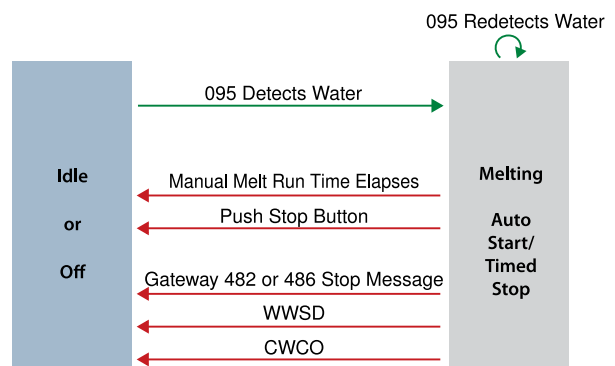 095 Redetects Water
095 Detects Water
Idle
or
Off
Manual Melt Run Time Elapses
Push Stop Button
Gateway 482 or 486 Stop Message
WWSD
CWCO
Melting
Auto
Start/
Timed
Stop